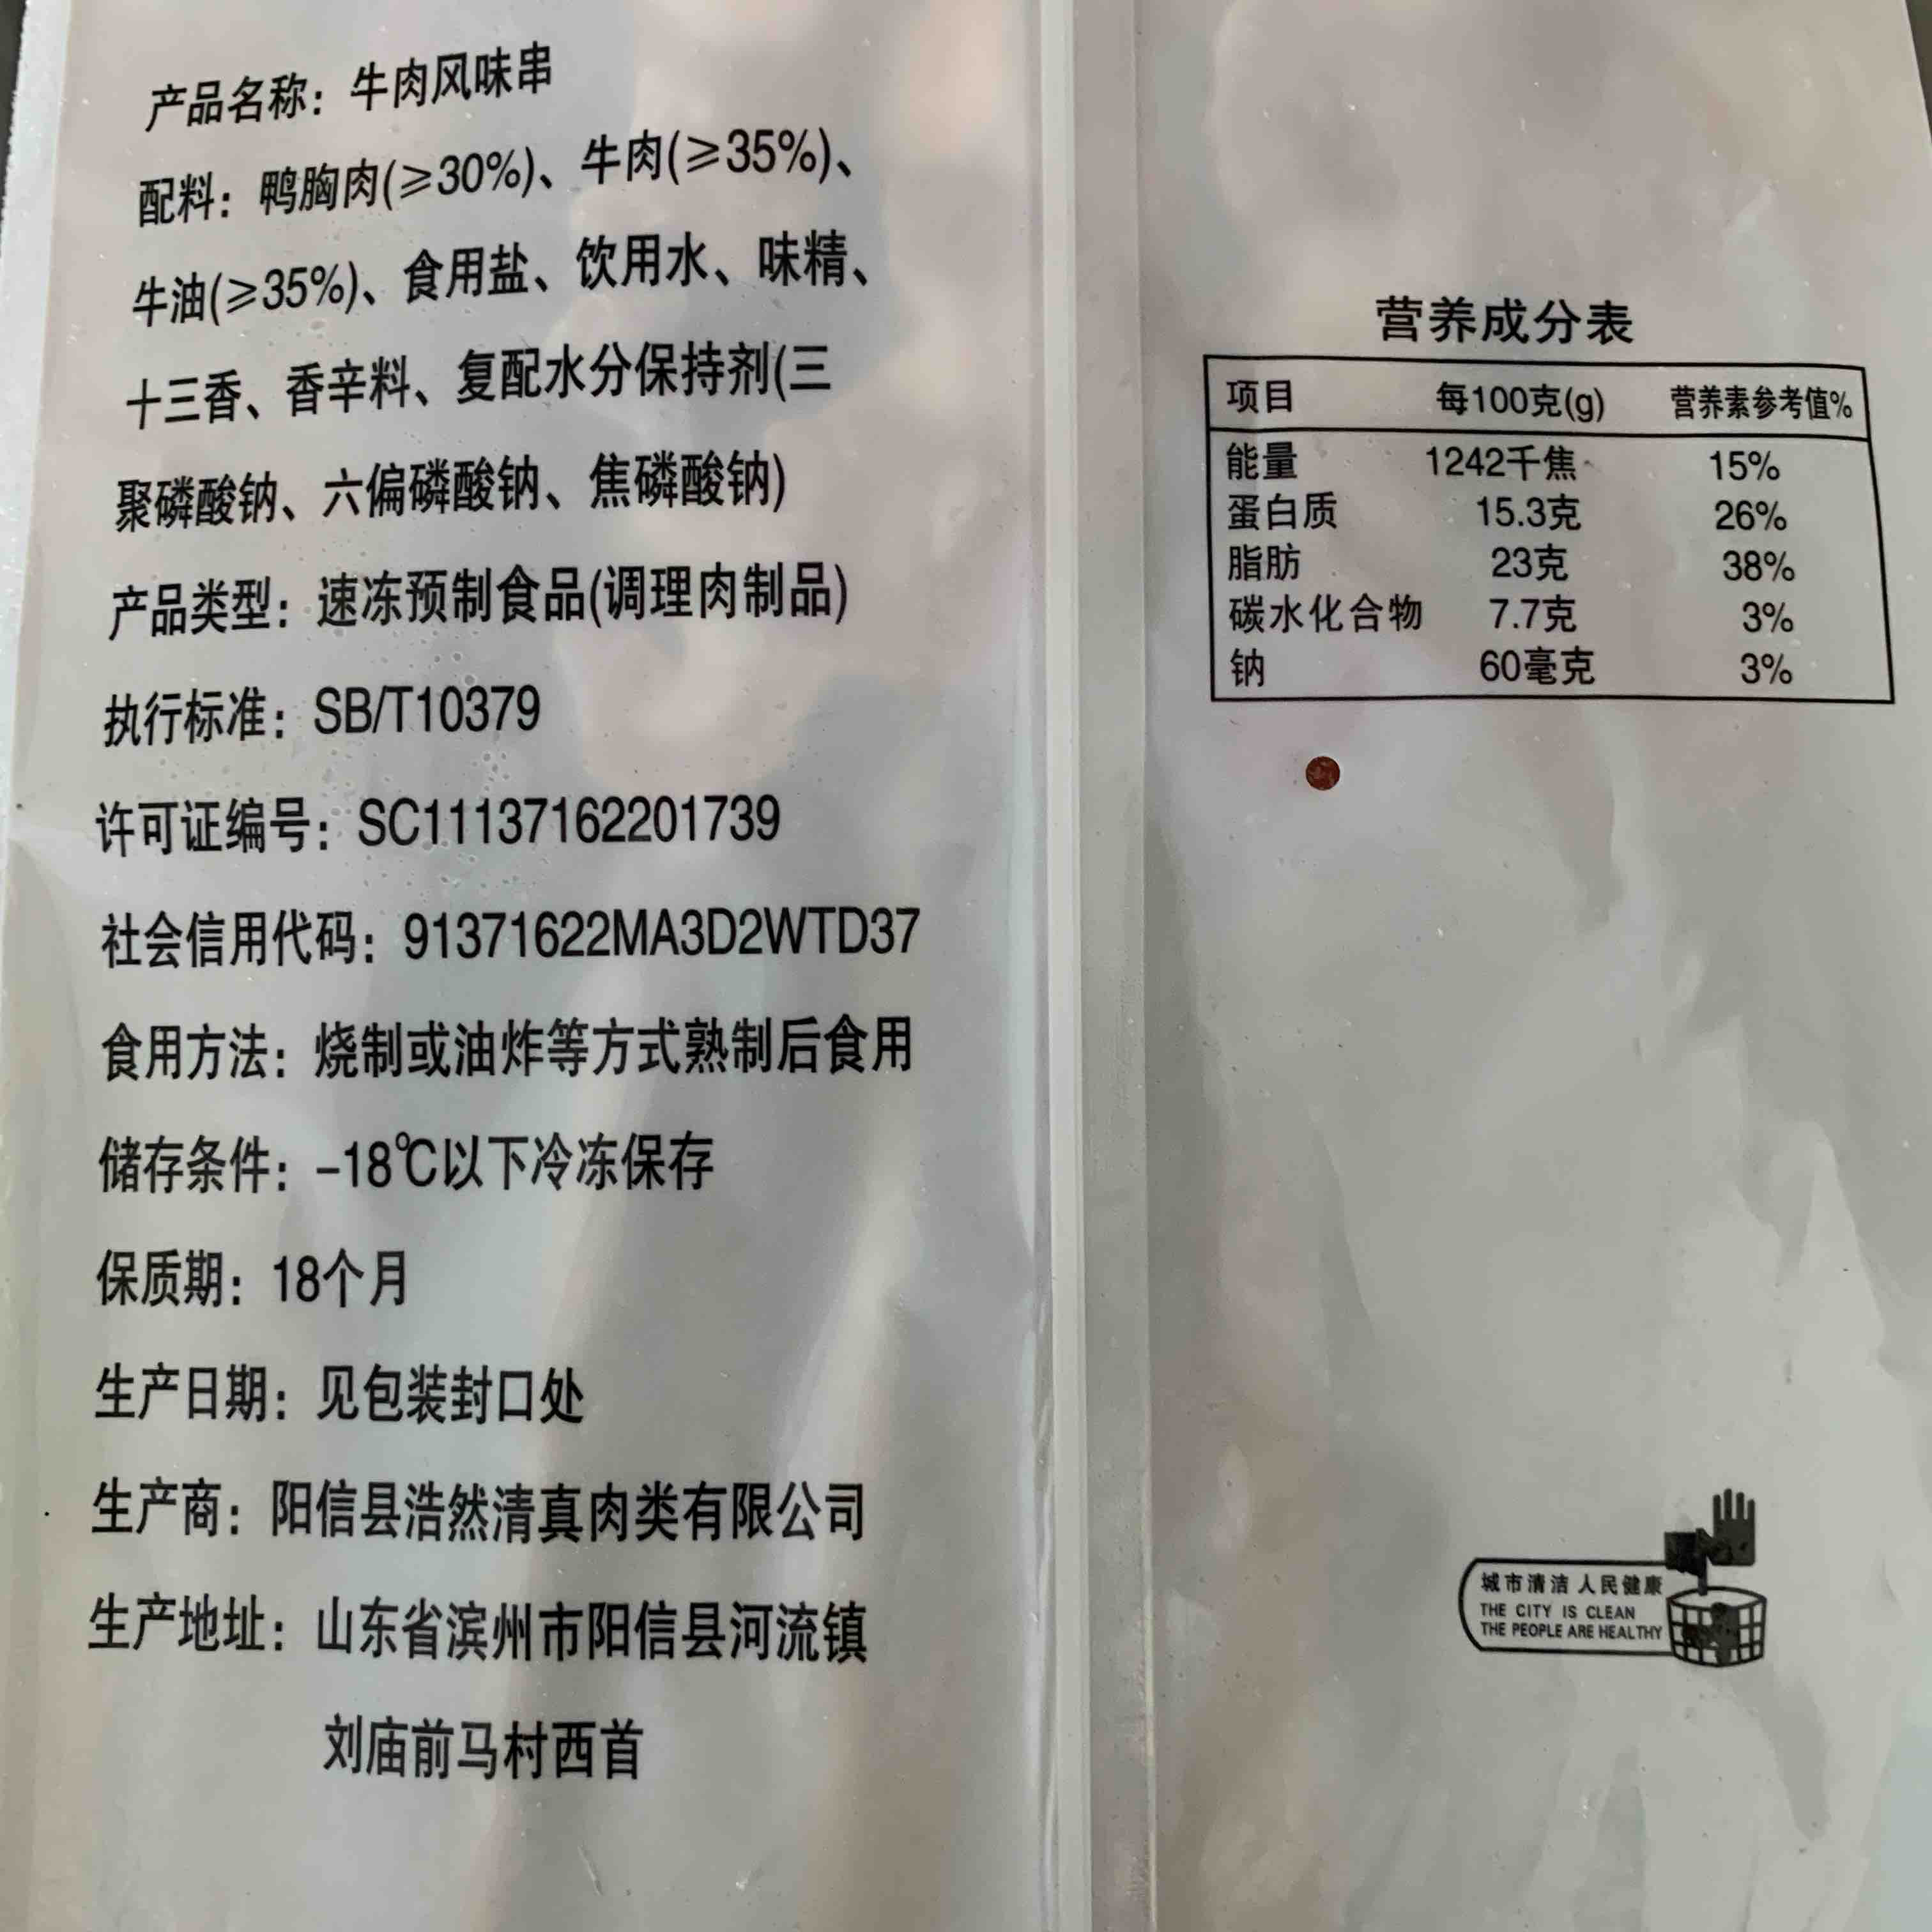 产品名称：牛肉风味串
配料：鸭胸肉(≥30%)、牛肉(≥35%)、
牛油(≥35%)、食用盐、饮用水、味精、
十三香、香辛料、复配水分保持剂(三
聚磷酸钠、六偏磷酸钠、焦磷酸钠)
产品类型：速冻预制食品(调理肉制品)
执行标准：SB/T10379
许可证编号：SC11137162201739
社会信用代码：91371622MA3D2WTD37
食用方法：烧制或油炸等方式熟制后食用
储存条件：-18℃以下冷冻保存
保质期：18个月
生产日期：见包装封口处
生产商：阳信县浩然清真肉类有限公司
生产地址：山东省滨州市阳信县河流镇
刘庙前马村西首
营养成分表
项目 每100克(g) 营养素参考值%
能量 1242千焦 15%
蛋白质 15.3克 26%
脂肪 23克 38%
碳水化合物 7.7克 3%
钠 60毫克 3%
城市清洁 人民健康
THE CITY IS CLEAN
THE PEOPLE ARE HEALTHY